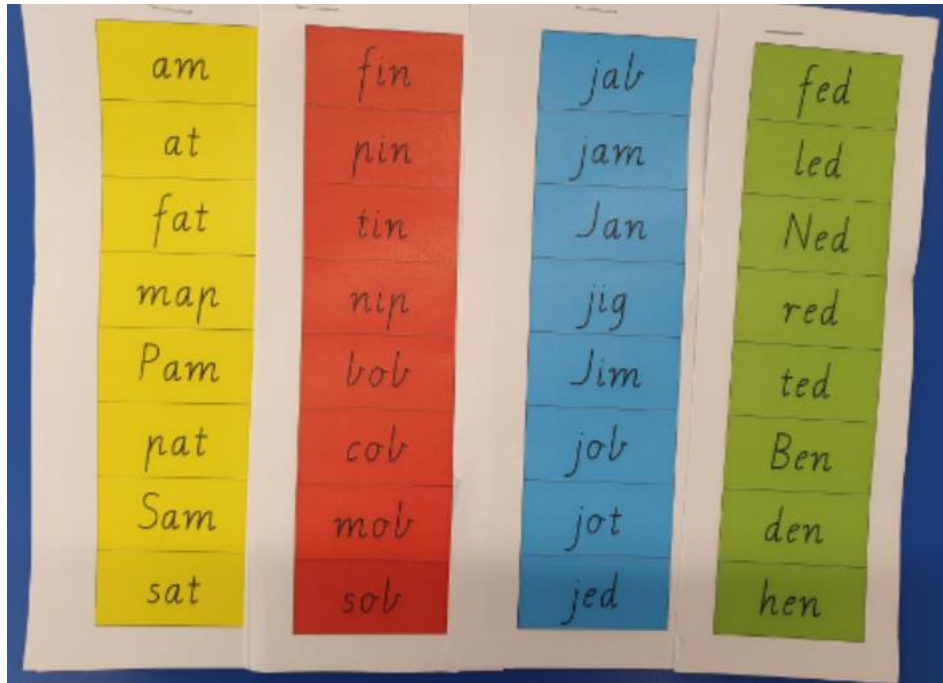 am
at
fat
map
Pam
pat
Sam
sat
fin
pin
tin
nip
bob
cob
mob
sob
jab
jam
Jan
jig
Jim
job
jot
jed
fed
led
Ned
red
ted
Ben
den
hen